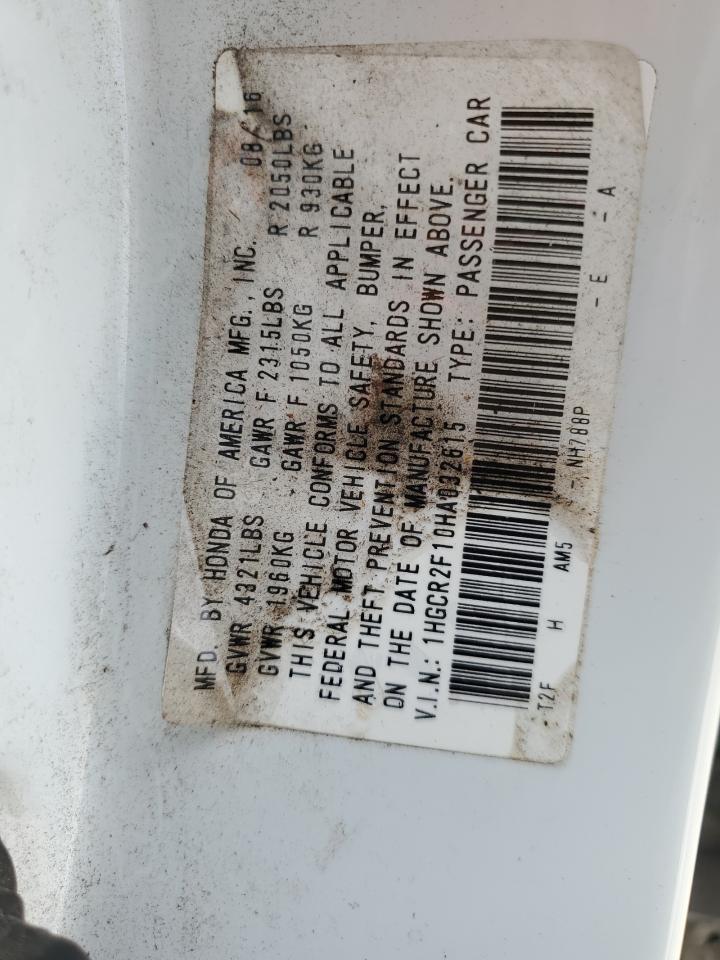 MFD. BY HONDA OF AMERICA MFG., INC. 08/16
GVWR 4321LBS GAWR F 2315LBS R 2050LBS
GVWR 1960KG GAWR F 1050KG R 930KG
THIS VEHICLE CONFORMS TO ALL APPLICABLE
FEDERAL MOTOR VEHICLE SAFETY, BUMPER,
AND THEFT PREVENTION STANDARDS IN EFFECT
ON THE DATE OF MANUFACTURE SHOWN ABOVE.
V.I.N.: 1HGCR2F10HA032615 TYPE: PASSENGER CAR
T2F H AM5 - NH788P - E - A